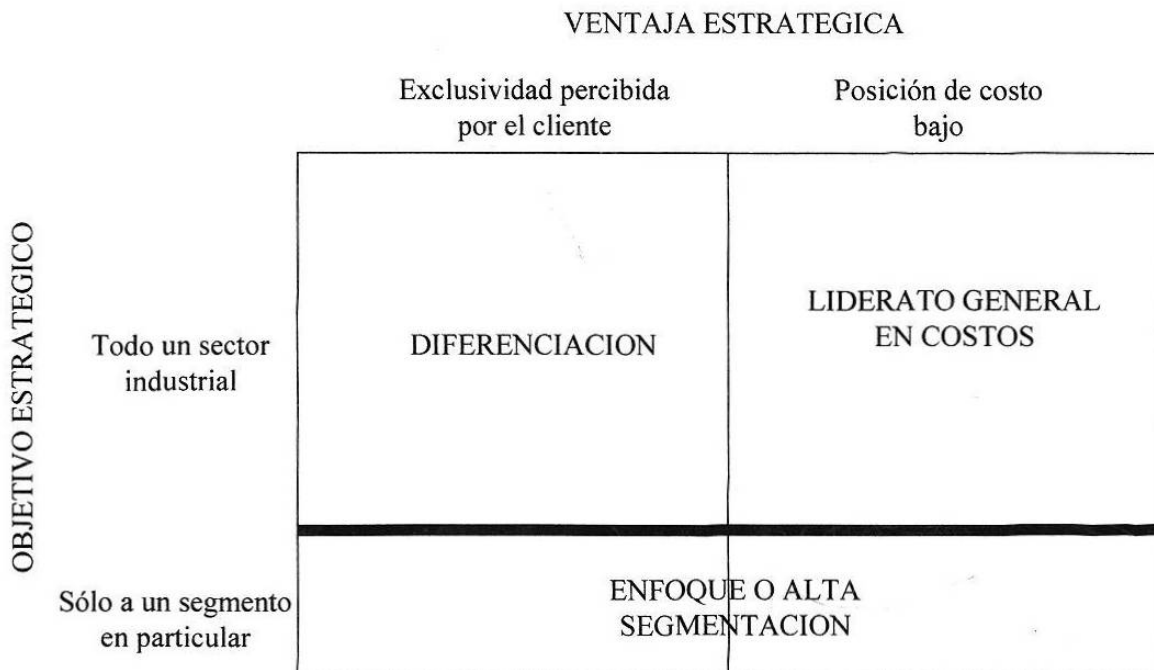 VENTAJA ESTRATEGICA
Exclusividad percibida
por el cliente
Posición de costo
bajo
OBJETIVO ESTRATEGICO
Todo un sector
industrial
DIFERENCIACION
LIDERATO GENERAL
EN COSTOS
Sólo a un segmento
en particular
ENFOQUE O ALTA
SEGMENTACION